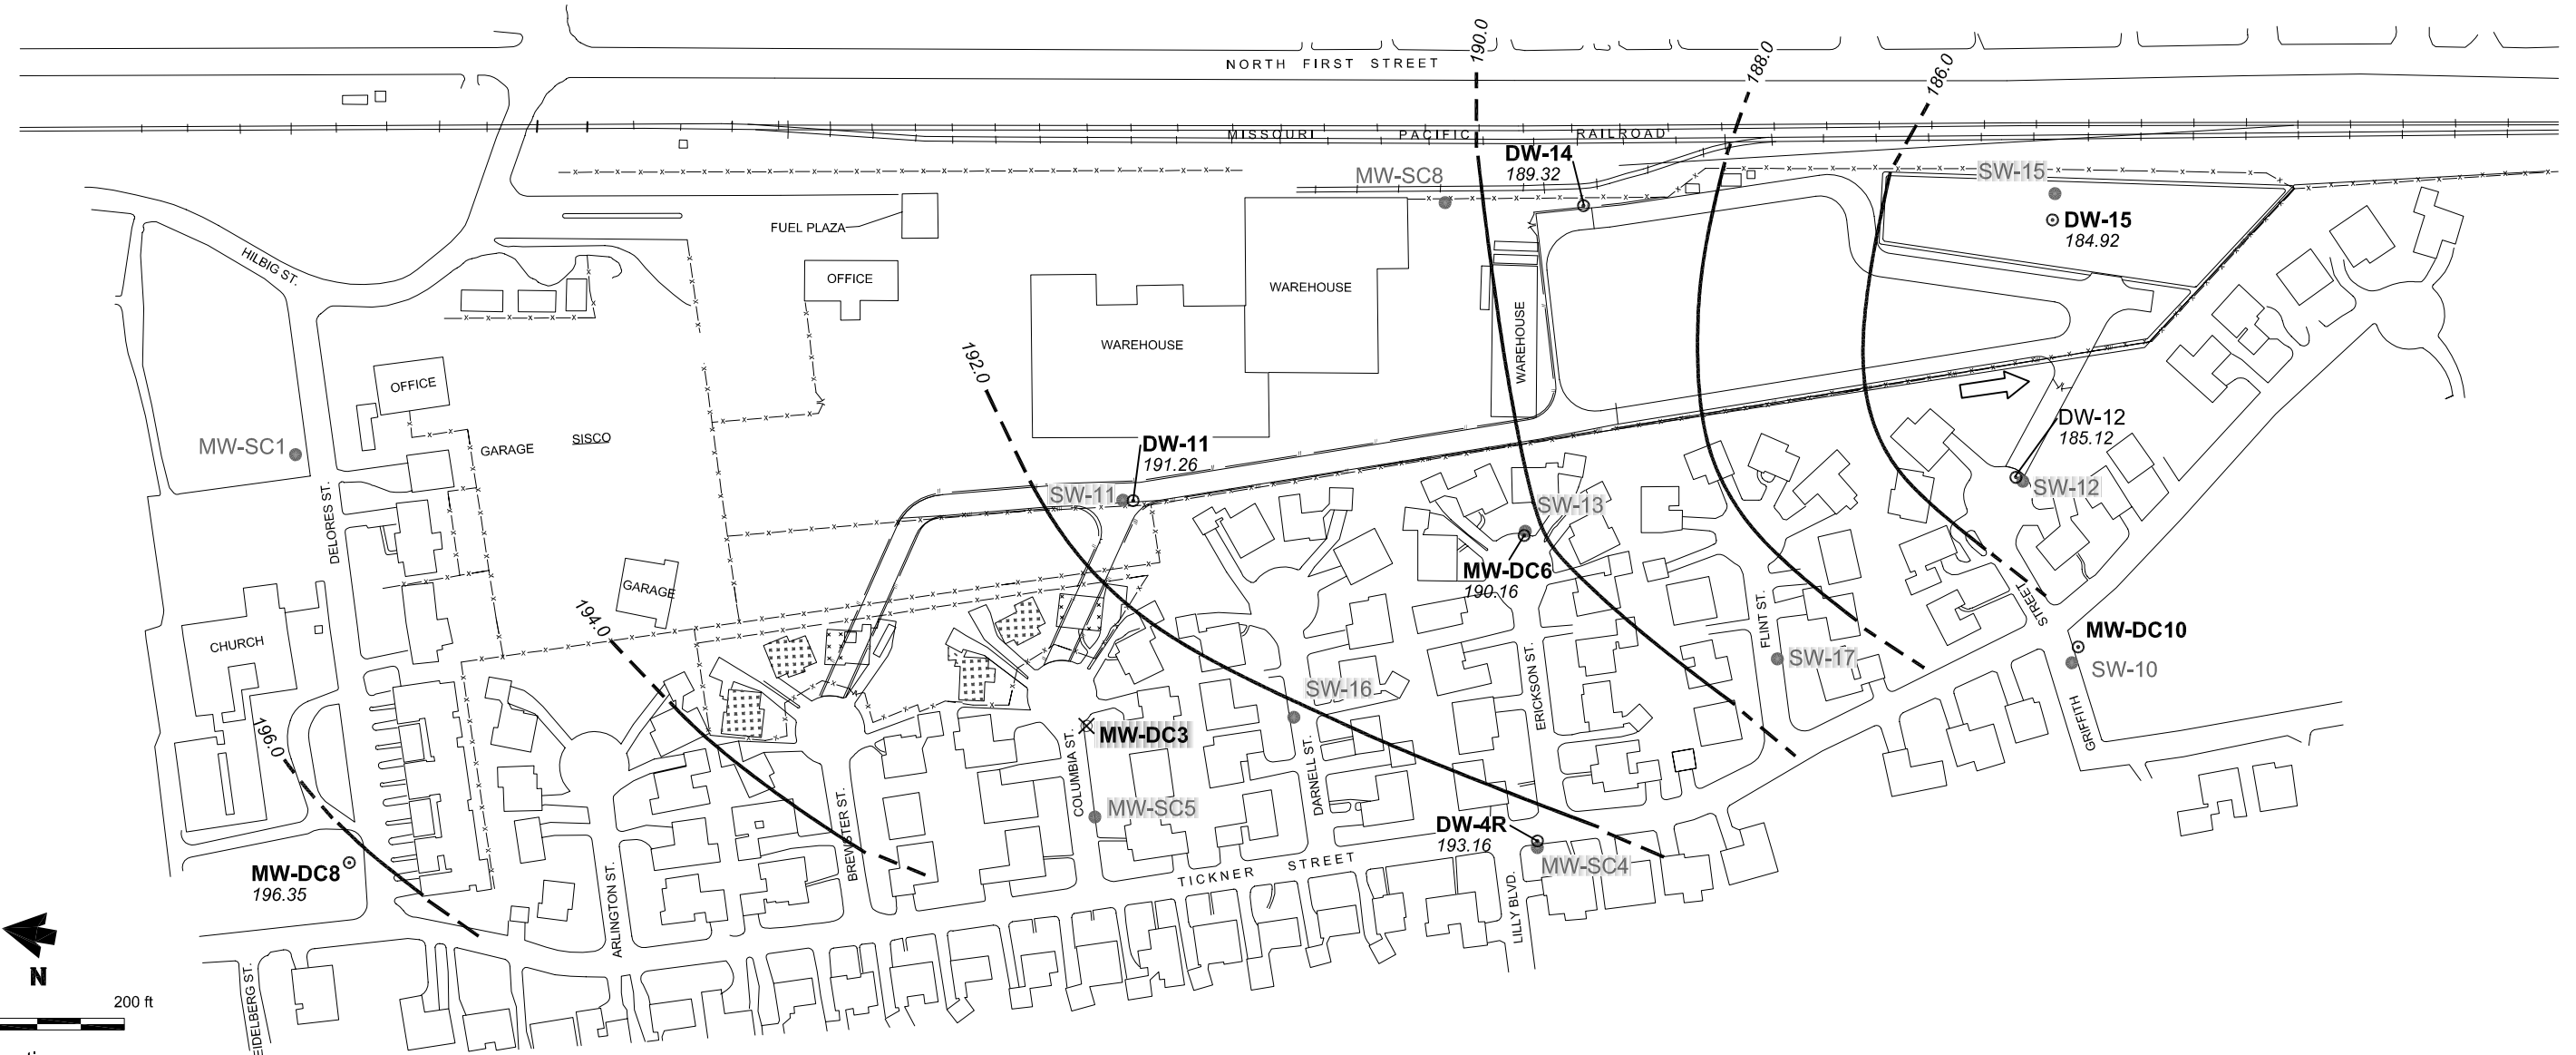 190.0
188.0
186.0
NORTH FIRST STREET
MISSOURI PACIFIC RAILROAD
DW-14
189.32
MW-SC8
SW-15
DW-15
184.92
FUEL PLAZA
HILBIG ST.
OFFICE
WAREHOUSE
WAREHOUSE
WAREHOUSE
192.0
OFFICE
MW-SC1
GARAGE
SISCO
DW-11
191.26
SW-11
DW-12
185.12
SW-12
SW-13
DELORES ST.
MW-DC6
190.16
GARAGE
194.0
CHURCH
FLINT ST.
STREET
MW-DC10
SW-10
SW-17
SW-16
ERICKSON ST.
GRIFFITH
196.0
MW-DC3
COLUMBIA ST.
DARNELL ST.
MW-SC5
BREWSTER ST.
DW-4R
193.16
MW-SC4
TICKNER STREET
MW-DC8
196.35
ARLINGTON ST.
LILLY BLVD.
EIDELBERG ST.
N
200 ft